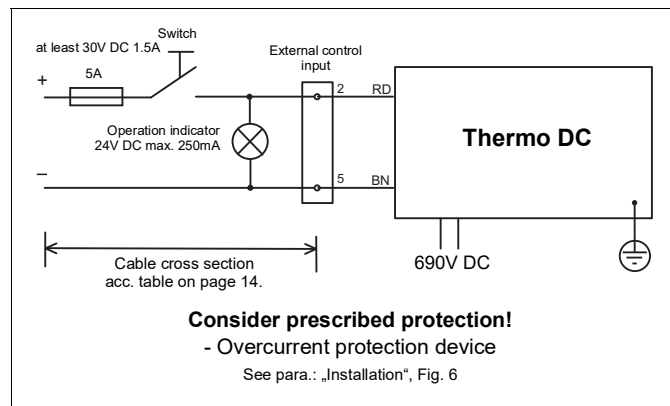 Switch
at least 30V DC 1.5A
External control
input
+
5A
2
RD
Operation indicator
24V DC max. 250mA
Thermo DC
–
5
BN
690V DC
Cable cross section
acc. table on page 14.
Consider prescribed protection!
- Overcurrent protection device
See para.: „Installation“, Fig. 6